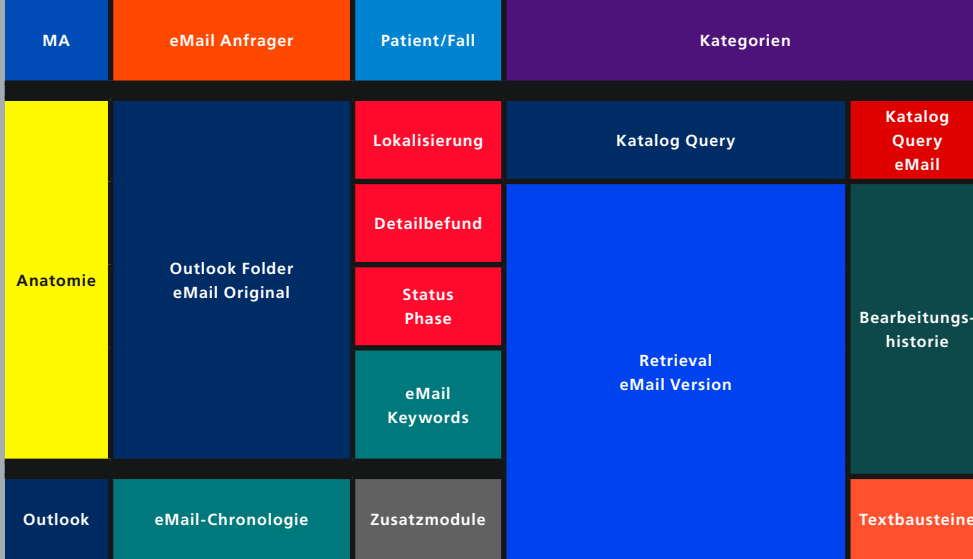 MA
eMail Anfrager
Patient/Fall
Kategorien
Anatomie
Outlook Folder
eMail Original
Lokalisierung
Detailbefund
Status
Phase
eMail
Keywords
Katalog Query
Katalog
Query
eMail
Retrieval
eMail Version
Bearbeitungs-
historie
Outlook
eMail-Chronologie
Zusatzmodule
Textbausteine